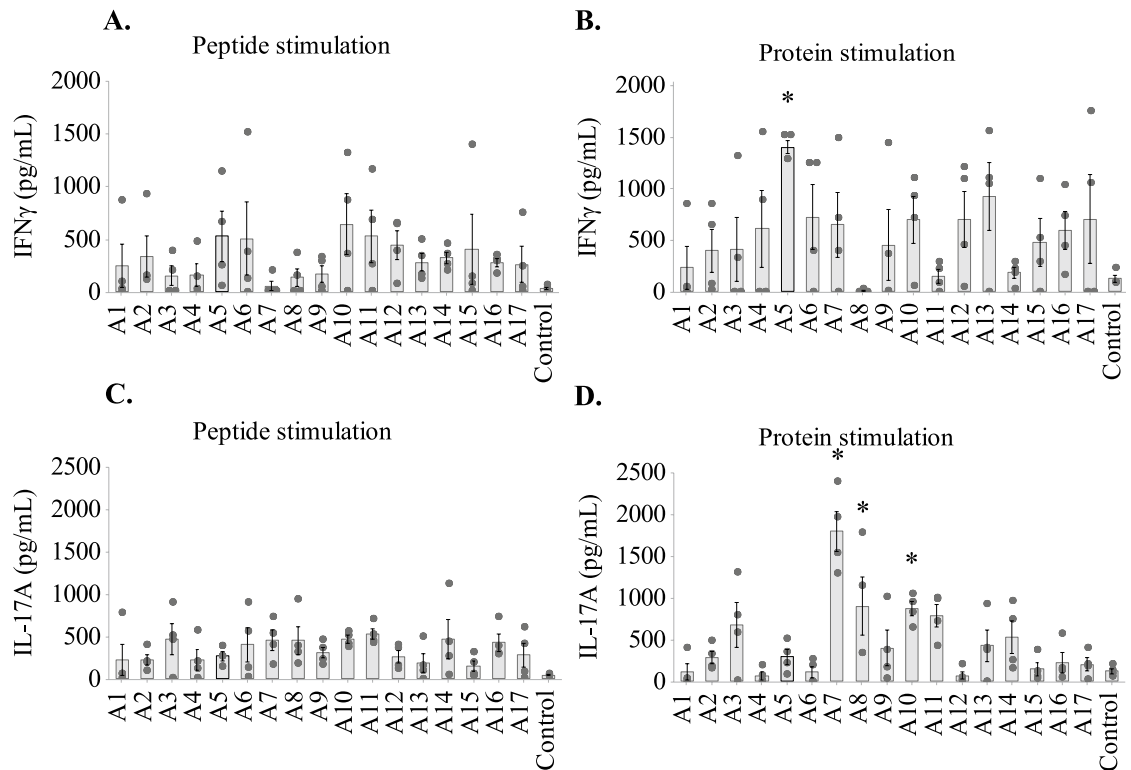 A.
Peptide stimulation
IFNγ (pg/mL)
2000
1500
1000
500
0
A1 A2 A3 A4 A5 A6 A7 A8 A9 A10 A11 A12 A13 A14 A15 A16 A17 Control
B.
Protein stimulation
IFNγ (pg/mL)
2000
1500
1000
500
0
*
A1 A2 A3 A4 A5 A6 A7 A8 A9 A10 A11 A12 A13 A14 A15 A16 A17 Control
C.
Peptide stimulation
IL-17A (pg/mL)
2500
2000
1500
1000
500
0
A1 A2 A3 A4 A5 A6 A7 A8 A9 A10 A11 A12 A13 A14 A15 A16 A17 Control
D.
Protein stimulation
IL-17A (pg/mL)
2500
2000
1500
1000
500
0
* * *
A1 A2 A3 A4 A5 A6 A7 A8 A9 A10 A11 A12 A13 A14 A15 A16 A17 Control